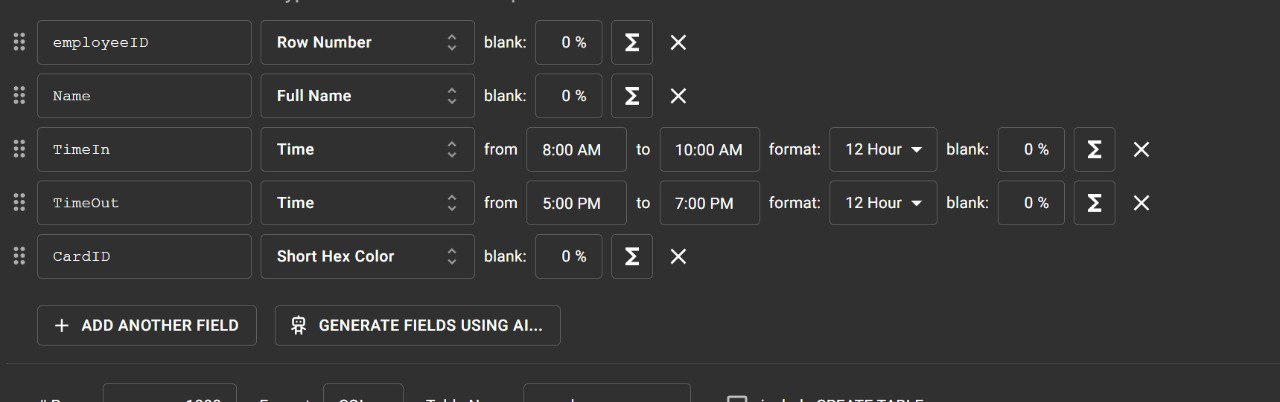 employeeID Row Number blank: 0 % Σ
Name Full Name blank: 0 % Σ
TimeIn Time from 8:00 AM to 10:00 AM format: 12 Hour blank: 0 % Σ
TimeOut Time from 5:00 PM to 7:00 PM format: 12 Hour blank: 0 % Σ
CardID Short Hex Color blank: 0 % Σ
+ ADD ANOTHER FIELD GENERATE FIELDS USING AI...
CREATE TABLE